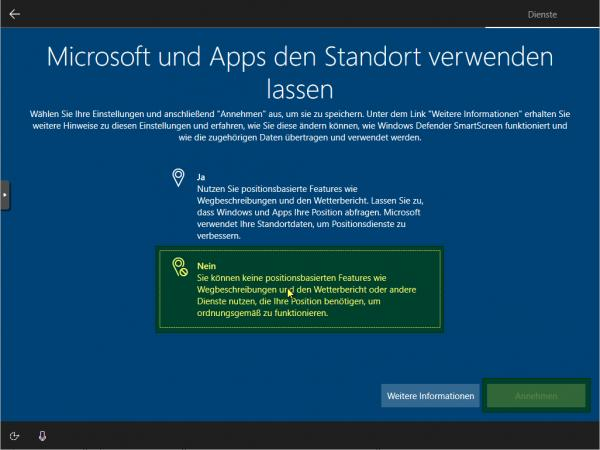 Dienste
Microsoft und Apps den Standort verwenden
lassen
Wählen Sie Ihre Einstellungen und anschließend "Annehmen" aus, um sie zu speichern. Unter dem Link "Weitere Informationen" erhalten Sie
weitere Hinweise zu diesen Einstellungen und erfahren, wie Sie diese ändern können, wie Windows Defender SmartScreen funktioniert und
wie die zugehörigen Daten übertragen und verwendet werden.
Ja
Nutzen Sie positionsbasierte Features wie
Wegbeschreibungen und den Wetterbericht. Lassen Sie zu,
dass Windows und Apps Ihre Position abfragen. Microsoft
verwendet Ihre Standortdaten, um Positionsdienste zu
verbessern.
Nein
Sie können keine positionsbasierten Features wie
Wegbeschreibungen und den Wetterbericht oder andere
Dienste nutzen, die Ihre Position benötigen, um
ordnungsgemäß zu funktionieren.
Weitere Informationen
Annehmen